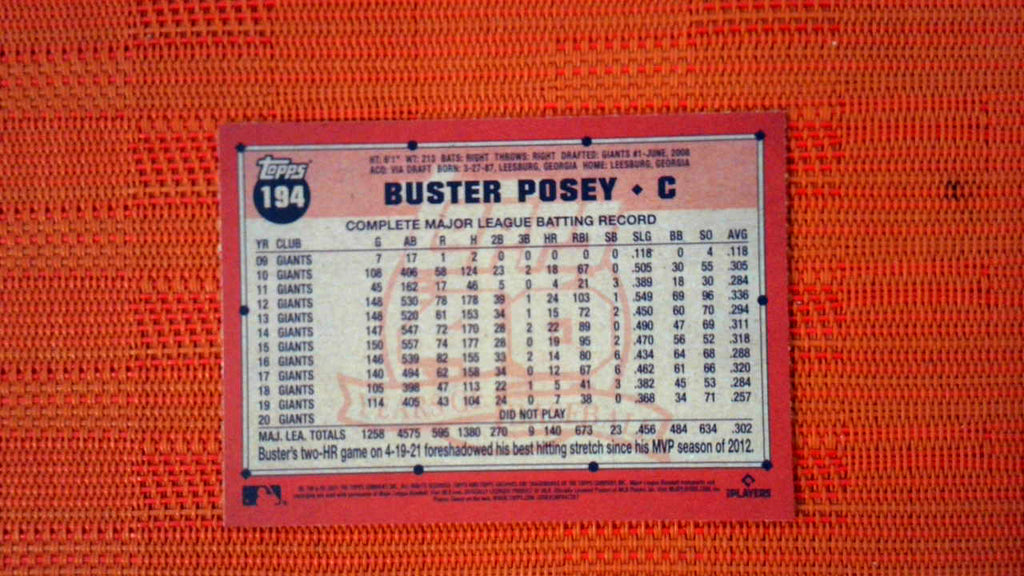 Topps
194
HT: 6'1" WT: 213 BATS: RIGHT THROWS: RIGHT DRAFTED: GIANTS #1-JUNE, 2008
ACQ: VIA DRAFT BORN: 3-27-87, LEESBURG, GEORGIA HOME: LEESBURG, GEORGIA
BUSTER POSEY • C
COMPLETE MAJOR LEAGUE BATTING RECORD
YR CLUB G AB R H 2B 3B HR RBI SB SLG BB SO AVG
09 GIANTS 7 17 1 2 0 0 0 0 0 .118 0 4 .118
10 GIANTS 108 406 58 124 23 2 18 67 0 .505 30 55 .305
11 GIANTS 45 162 17 46 5 0 4 21 3 .389 18 30 .284
12 GIANTS 148 530 78 178 39 1 24 103 1 .549 69 96 .336
13 GIANTS 148 520 61 153 34 1 15 72 2 .450 60 70 .294
14 GIANTS 147 547 72 170 28 2 22 89 0 .490 47 69 .311
15 GIANTS 150 557 74 177 28 0 19 95 2 .470 56 52 .318
16 GIANTS 146 539 82 155 33 2 14 80 6 .434 64 68 .288
17 GIANTS 140 494 62 158 34 0 12 67 6 .462 61 66 .320
18 GIANTS 105 398 47 113 22 1 5 41 3 .382 45 53 .284
19 GIANTS 114 405 43 104 24 0 7 38 0 .368 34 71 .257
20 GIANTS DID NOT PLAY
MAJ. LEA. TOTALS 1258 4575 595 1380 270 9 140 673 23 .456 484 634 .302
Buster's two-HR game on 4-19-21 foreshadowed his best hitting stretch since his MVP season of 2012.
PLAYERS